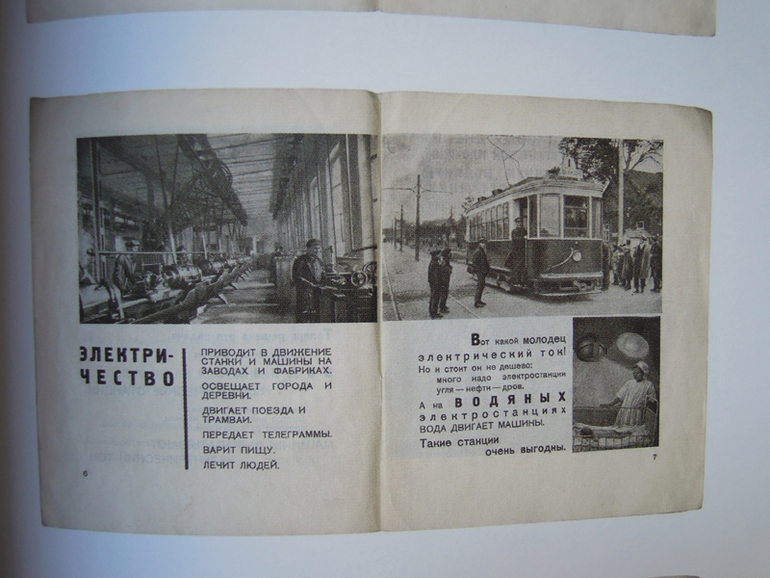 ЭЛЕКТРИ-
ЧЕСТВО
ПРИВОДИТ В ДВИЖЕНИЕ
СТАНКИ И МАШИНЫ НА
ЗАВОДАХ И ФАБРИКАХ.
ОСВЕЩАЕТ ГОРОДА И
ДЕРЕВНИ.
ДВИГАЕТ ПОЕЗДА И
ТРАМВАИ.
ПЕРЕДАЕТ ТЕЛЕГРАММЫ.
ВАРИТ ПИЩУ.
ЛЕЧИТ ЛЮДЕЙ.
6
Вот какой МОЛОДЕЦ
электрический ток!
Но и стоит он не дешево:
много надо электростанции
угля — нефти — дров.
А на ВОДЯНЫХ
электростанциях
ВОДА ДВИГАЕТ МАШИНЫ.
Такие станции
очень выгодны.
7